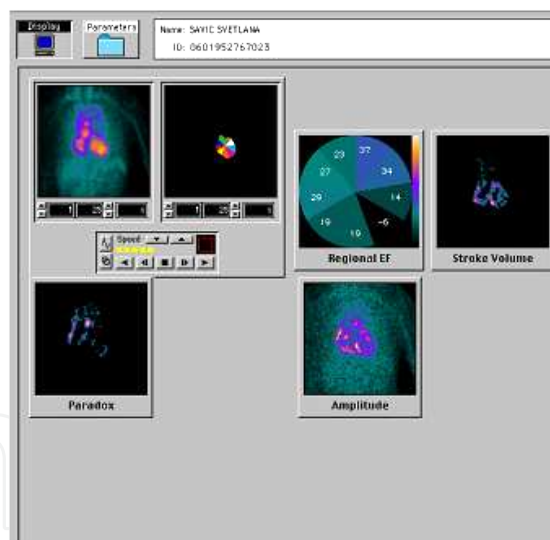 Display
Parameters
Name: SAVIC SVETLANA
ID: 0601952767023
Speed
23 37
27 34
29 14
19 -6
19
Regional EF
Stroke Volume
Paradox
Amplitude